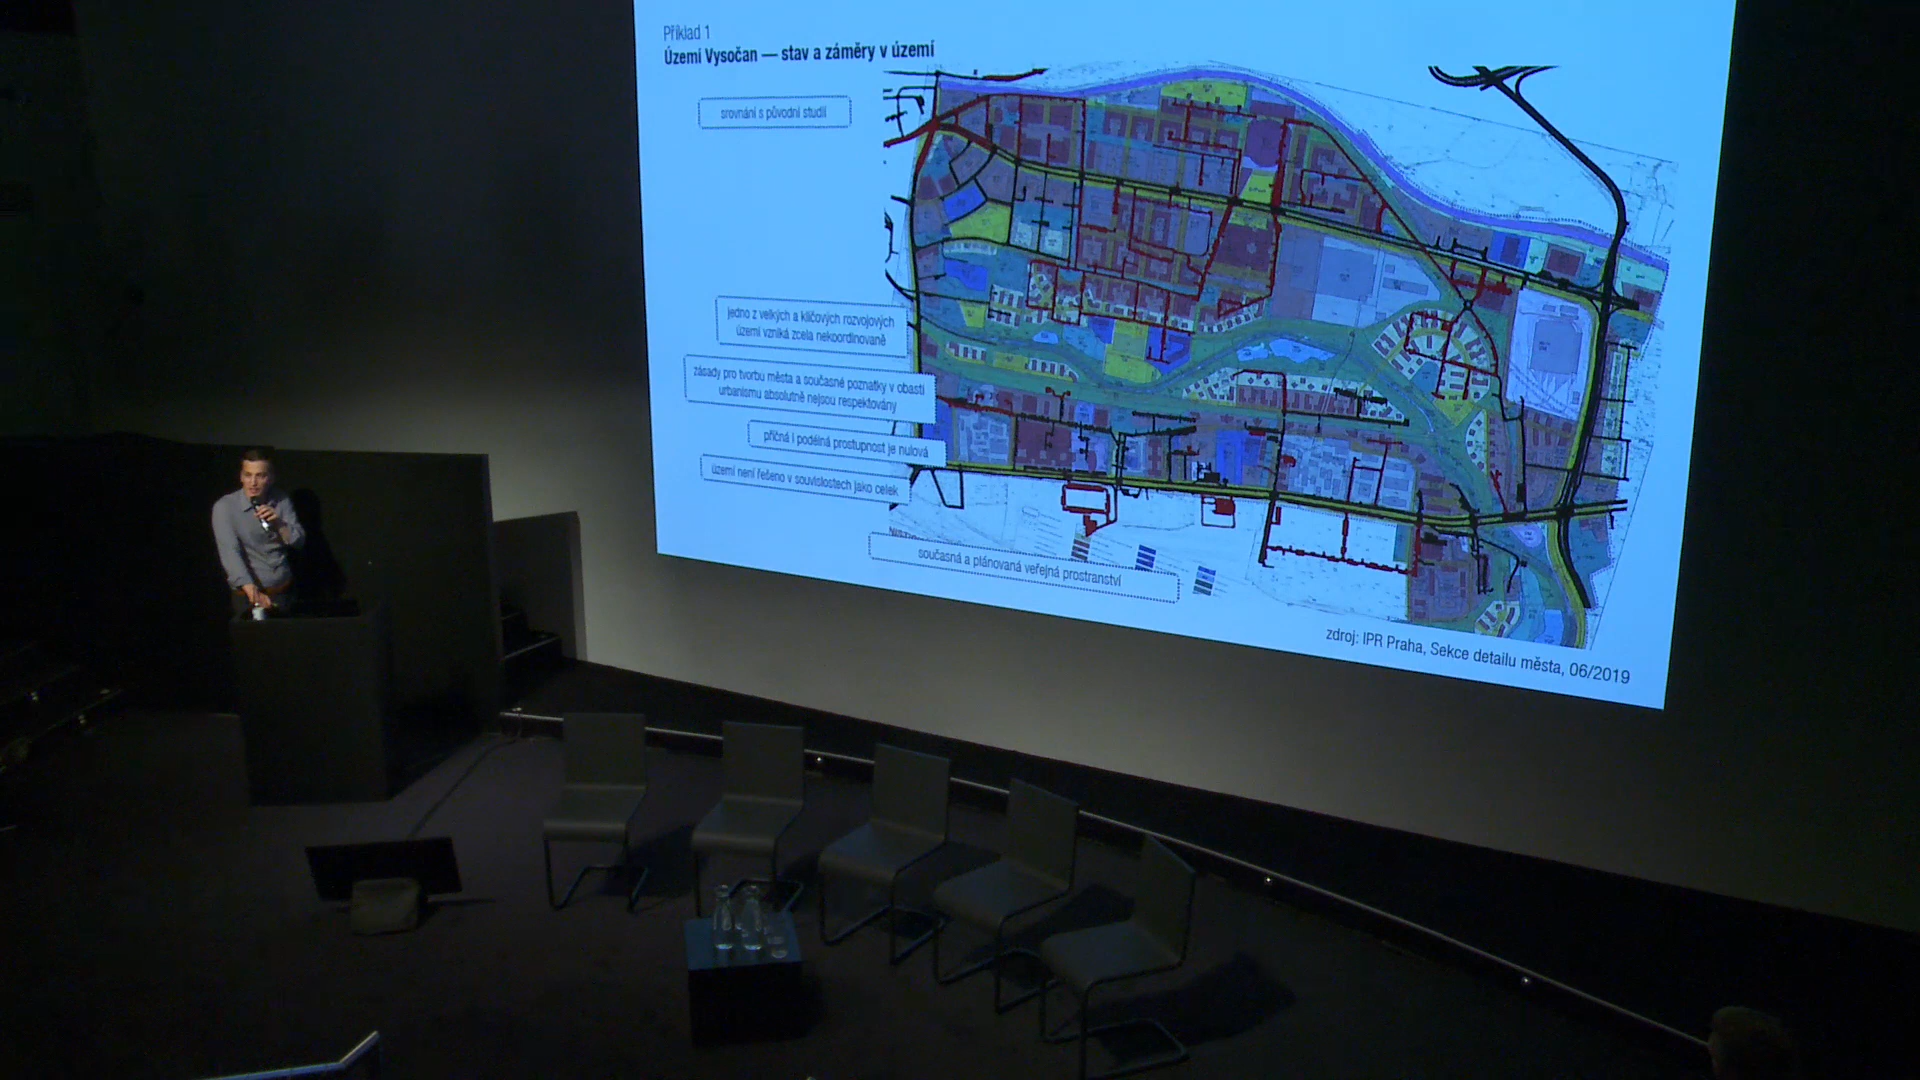 Příklad 1
Území Vysočan — stav a záměry v území
srovnání s původní studií
jedno z velkých a klíčových rozvojových
území vzniká zcela nekoordinovaně
zásady pro tvorbu města a současné poznatky v obasti
urbanismu absolutně nejsou respektovány
příčná i podélná prostupnost je nulová
území není řešeno v souvislostech jako celek
současná a plánovaná veřejná prostranství
zdroj: IPR Praha, Sekce detailu města, 06/2019